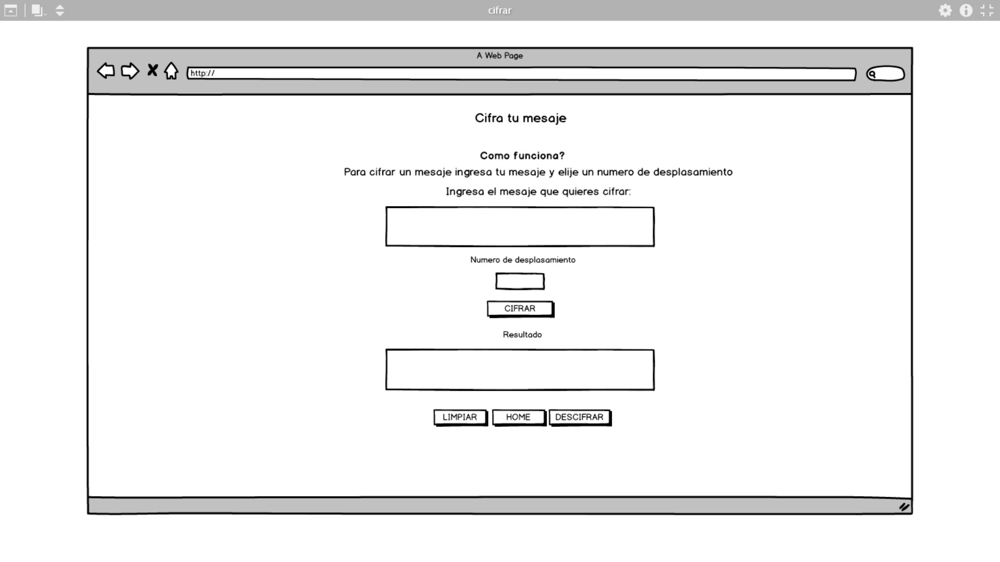 cifrar
A Web Page
http://
Cifra tu mesaje
Como funciona?
Para cifrar un mesaje ingresa tu mesaje y elije un numero de desplasamiento
Ingresa el mesaje que quieres cifrar:
Numero de desplasamiento
CIFRAR
Resultado
LIMPIAR HOME DESCIFRAR